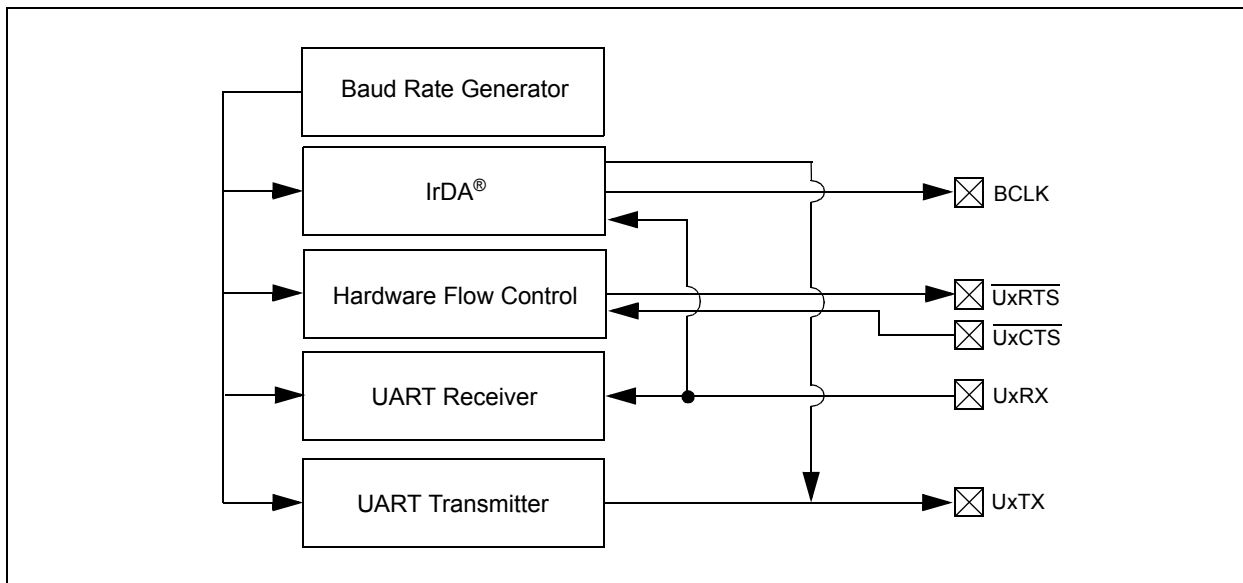 Baud Rate Generator
IrDA®
BCLK
Hardware Flow Control
UxRTS
UxCTS
UART Receiver
UxRX
UART Transmitter
UxTX